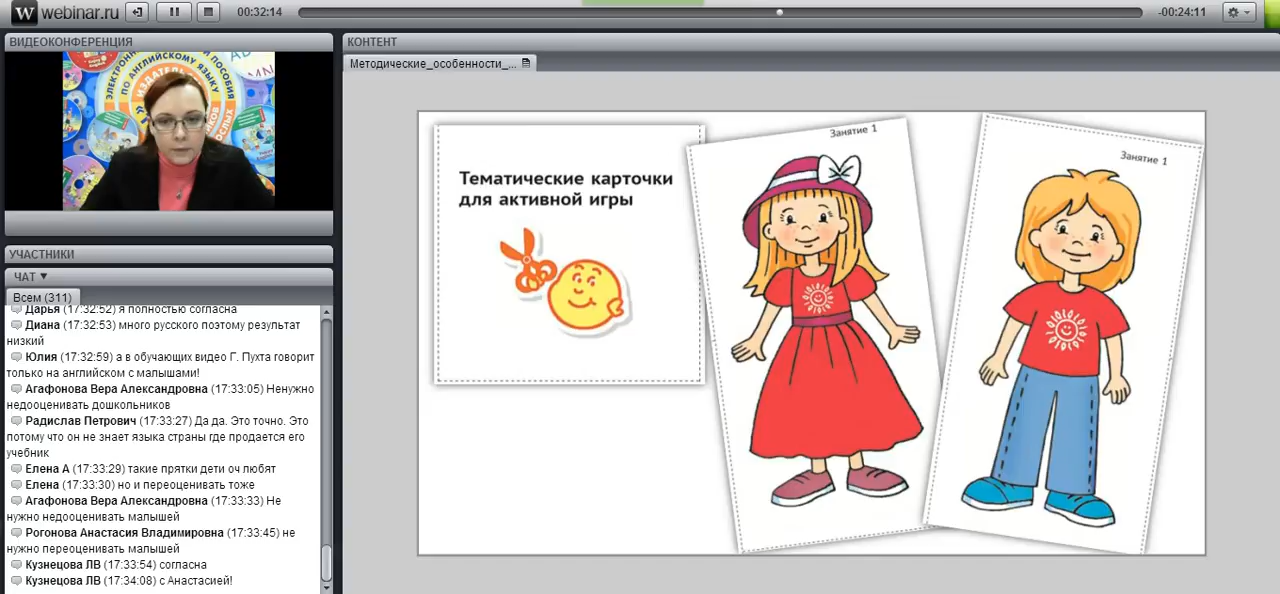 webinar.ru
00:32:14
-00:24:11
ВИДЕОКОНФЕРЕНЦИЯ
ЭЛЕКТРОН
ПОСОБИЯ
ПО АНГЛИЙСКОМУ ЯЗЫКУ
УЧАСТНИКИ
ЧАТ
Всем (311)
Дарья (17:32:52) я полностью согласна
Диана (17:32:53) много русского поэтому результат
низкий
Юлия (17:32:59) а в обучающих видео Г. Пухта говорит
только на английском с малышами!
Агафонова Вера Александровна (17:33:05) Ненужно
недооценивать дошкольников
Радислав Петрович (17:33:27) Да да. Это точно. Это
потому что он не знает языка страны где продается его
учебник
Елена А (17:33:29) такие прятки дети оч любят
Елена (17:33:30) но и переоценивать тоже
Агафонова Вера Александровна (17:33:33) Не
нужно недооценивать малышей
Рогонова Анастасия Владимировна (17:33:45) не
нужно переоценивать малышей
Кузнецова ЛВ (17:33:54) согласна
Кузнецова ЛВ (17:34:08) с Анастасией!
КОНТЕНТ
Методические_особенности_...
Тематические карточки
для активной игры
Занятие 1
Занятие 1